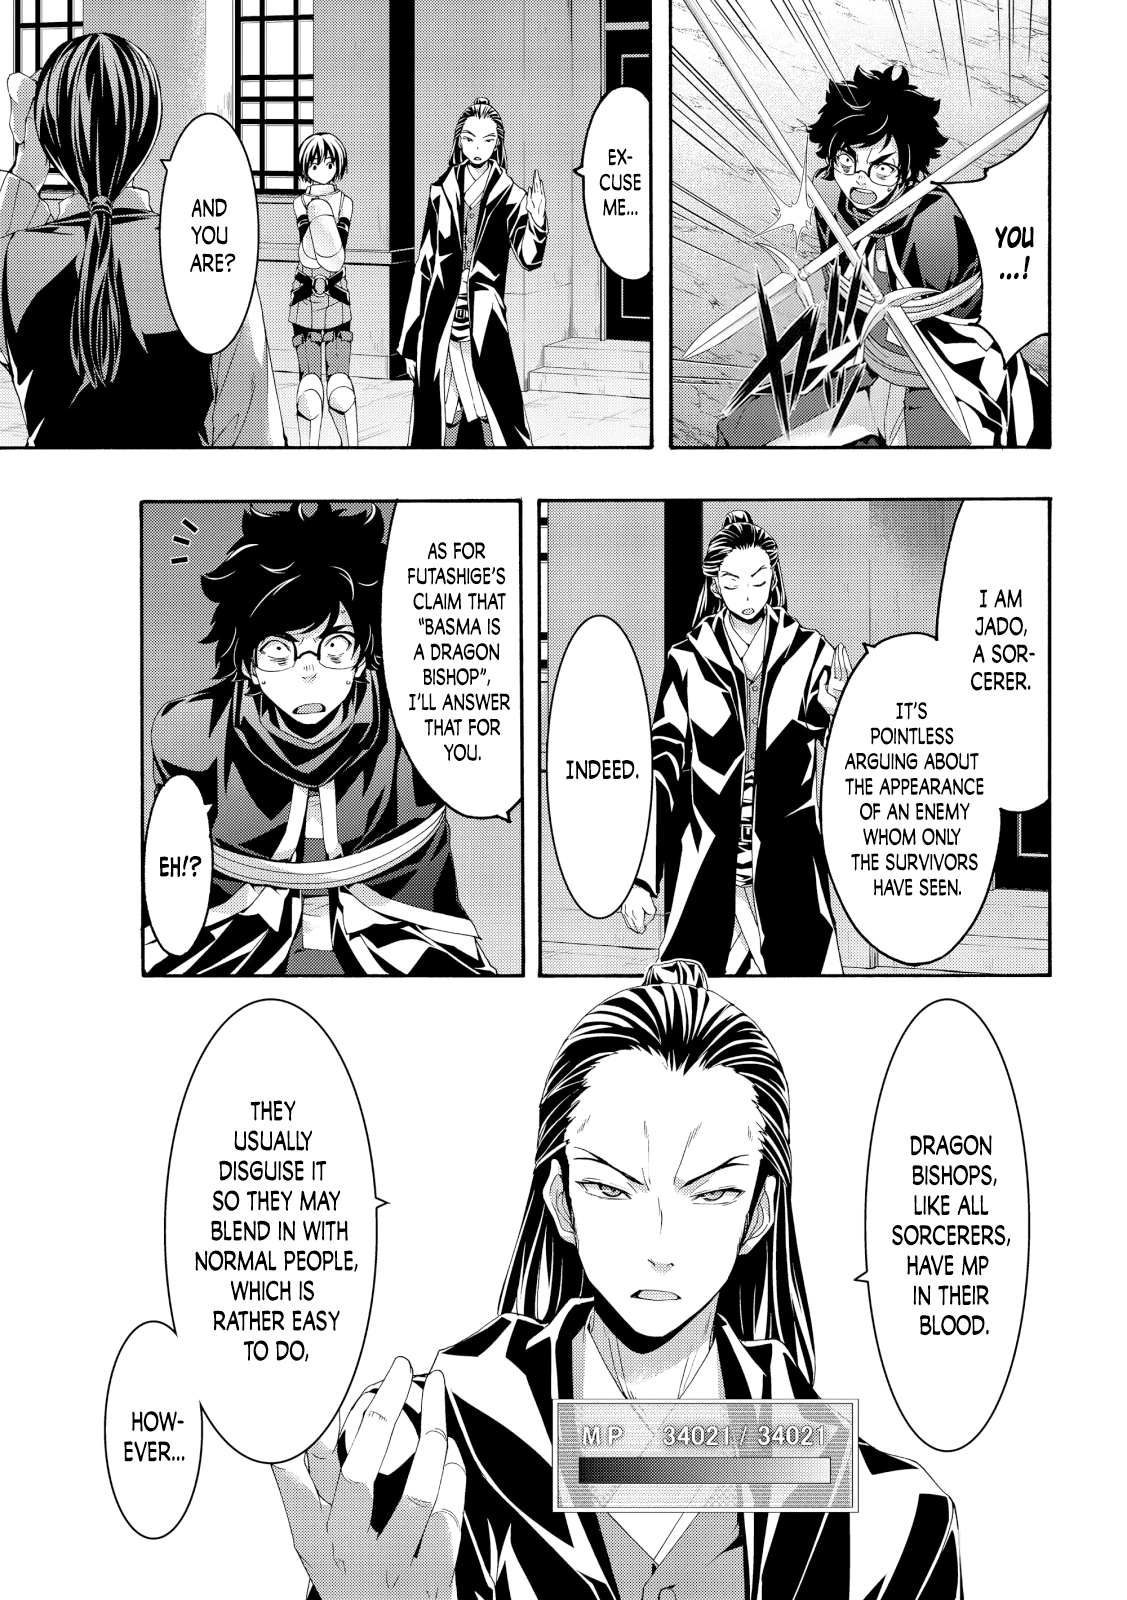 YOU
...!
EX-
CUSE
ME...
AND
YOU
ARE?
I AM
JADO,
A SOR-
CERER.
IT'S
POINTLESS
ARGUING ABOUT
THE APPEARANCE
OF AN ENEMY
WHOM ONLY
THE SURVIVORS
HAVE SEEN.
INDEED.
AS FOR
FUTASHIGE'S
CLAIM THAT
"BASMA IS
A DRAGON
BISHOP",
I'LL ANSWER
THAT FOR
YOU.
EH!?
DRAGON
BISHOPS,
LIKE ALL
SORCERERS,
HAVE MP
IN THEIR
BLOOD.
THEY
USUALLY
DISGUISE IT
SO THEY MAY
BLEND IN WITH
NORMAL PEOPLE,
WHICH IS
RATHER EASY
TO DO,
HOW-
EVER...
MP 34021/34021